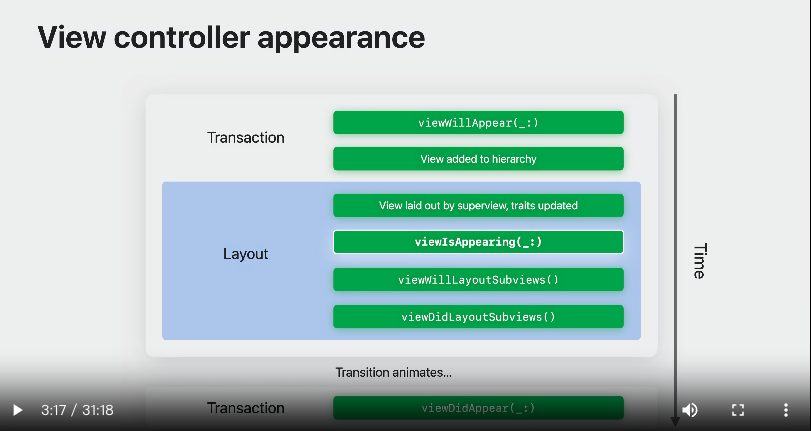 View controller appearance
Transaction
viewWillAppear(_:)
View added to hierarchy
Layout
View laid out by superview, traits updated
viewIsAppearing(_:)
viewWillLayoutSubviews()
viewDidLayoutSubviews()
Time
Transition animates...
Transaction
viewDidAppear(_:)
3:17 / 31:18